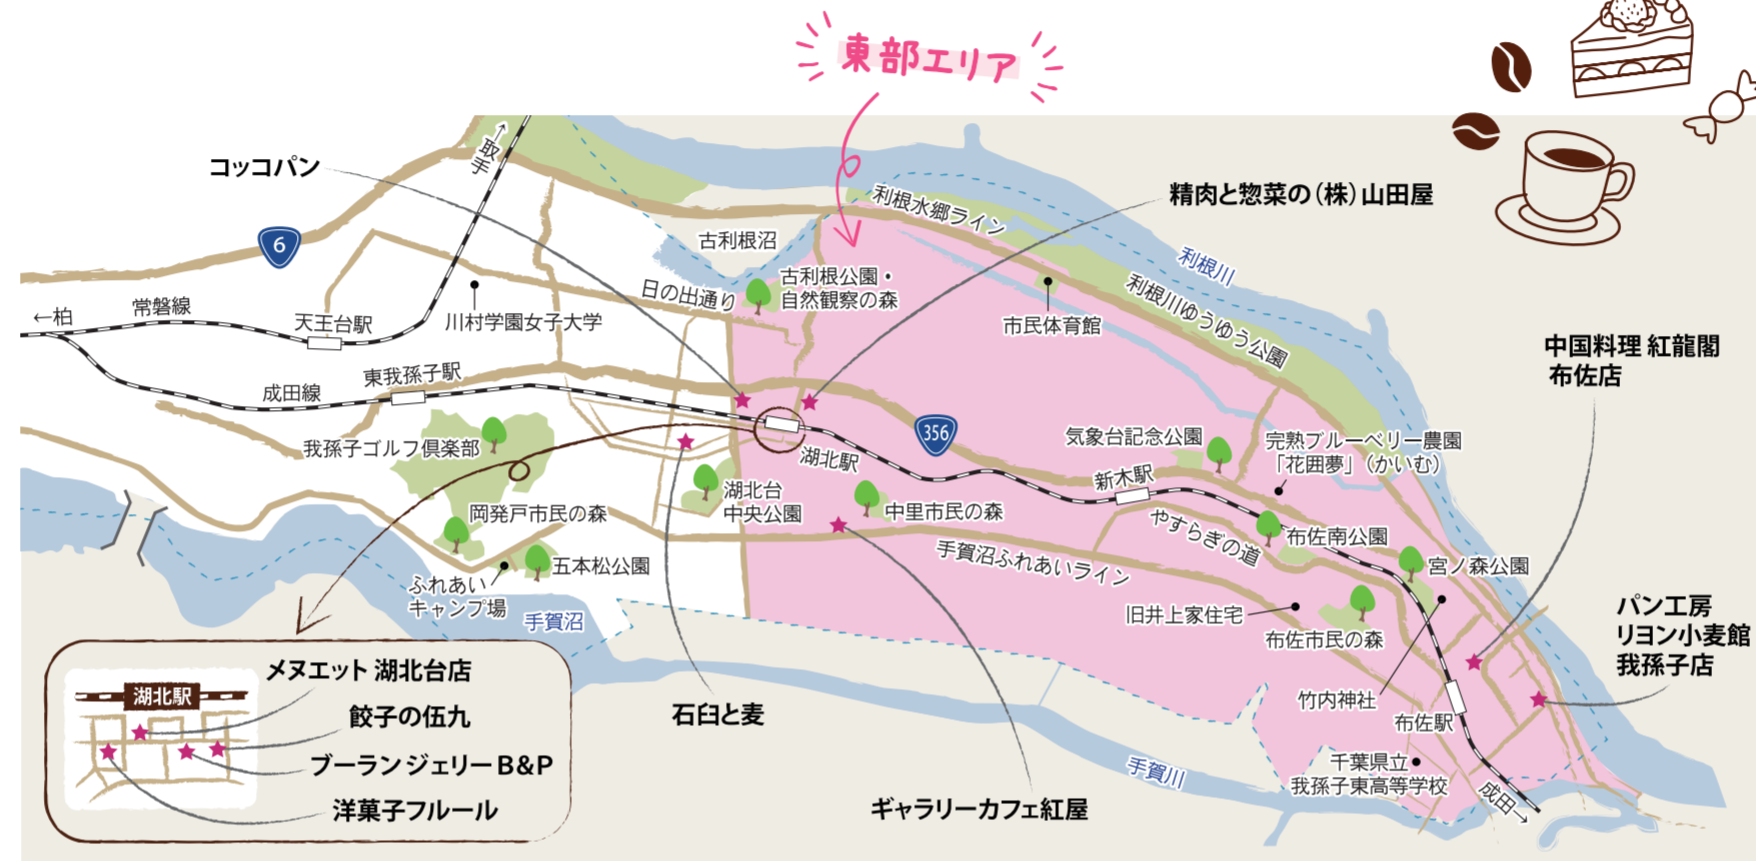 東部エリア
コッコパン
→取手
6
利根水郷ライン
精肉と惣菜の（株）山田屋
古利根沼
利根川
古利根公園・
自然観察の森
日の出通り
利根川ゆうゆう公園
市民体育館
←柏
常磐線
天王台駅
川村学園女子大学
中国料理 紅龍閣
布佐店
成田線
東我孫子駅
356
我孫子ゴルフ倶楽部
湖北駅
気象台記念公園
完熟ブルーベリー農園
「花囲夢」（かいむ）
新木駅
湖北台
中央公園
中里市民の森
岡発戸市民の森
やすらぎの道
布佐南公園
手賀沼ふれあいライン
五本松公園
宮ノ森公園
ふれあい
キャンプ場
手賀沼
旧井上家住宅
布佐市民の森
パン工房
リヨン小麦館
我孫子店
メヌエット 湖北台店
湖北駅
餃子の伍九
石臼と麦
竹内神社
布佐駅
ブーランジェリー B&P
手賀川
千葉県立
我孫子東高等学校
洋菓子フルール
ギャラリーカフェ紅屋
成田→